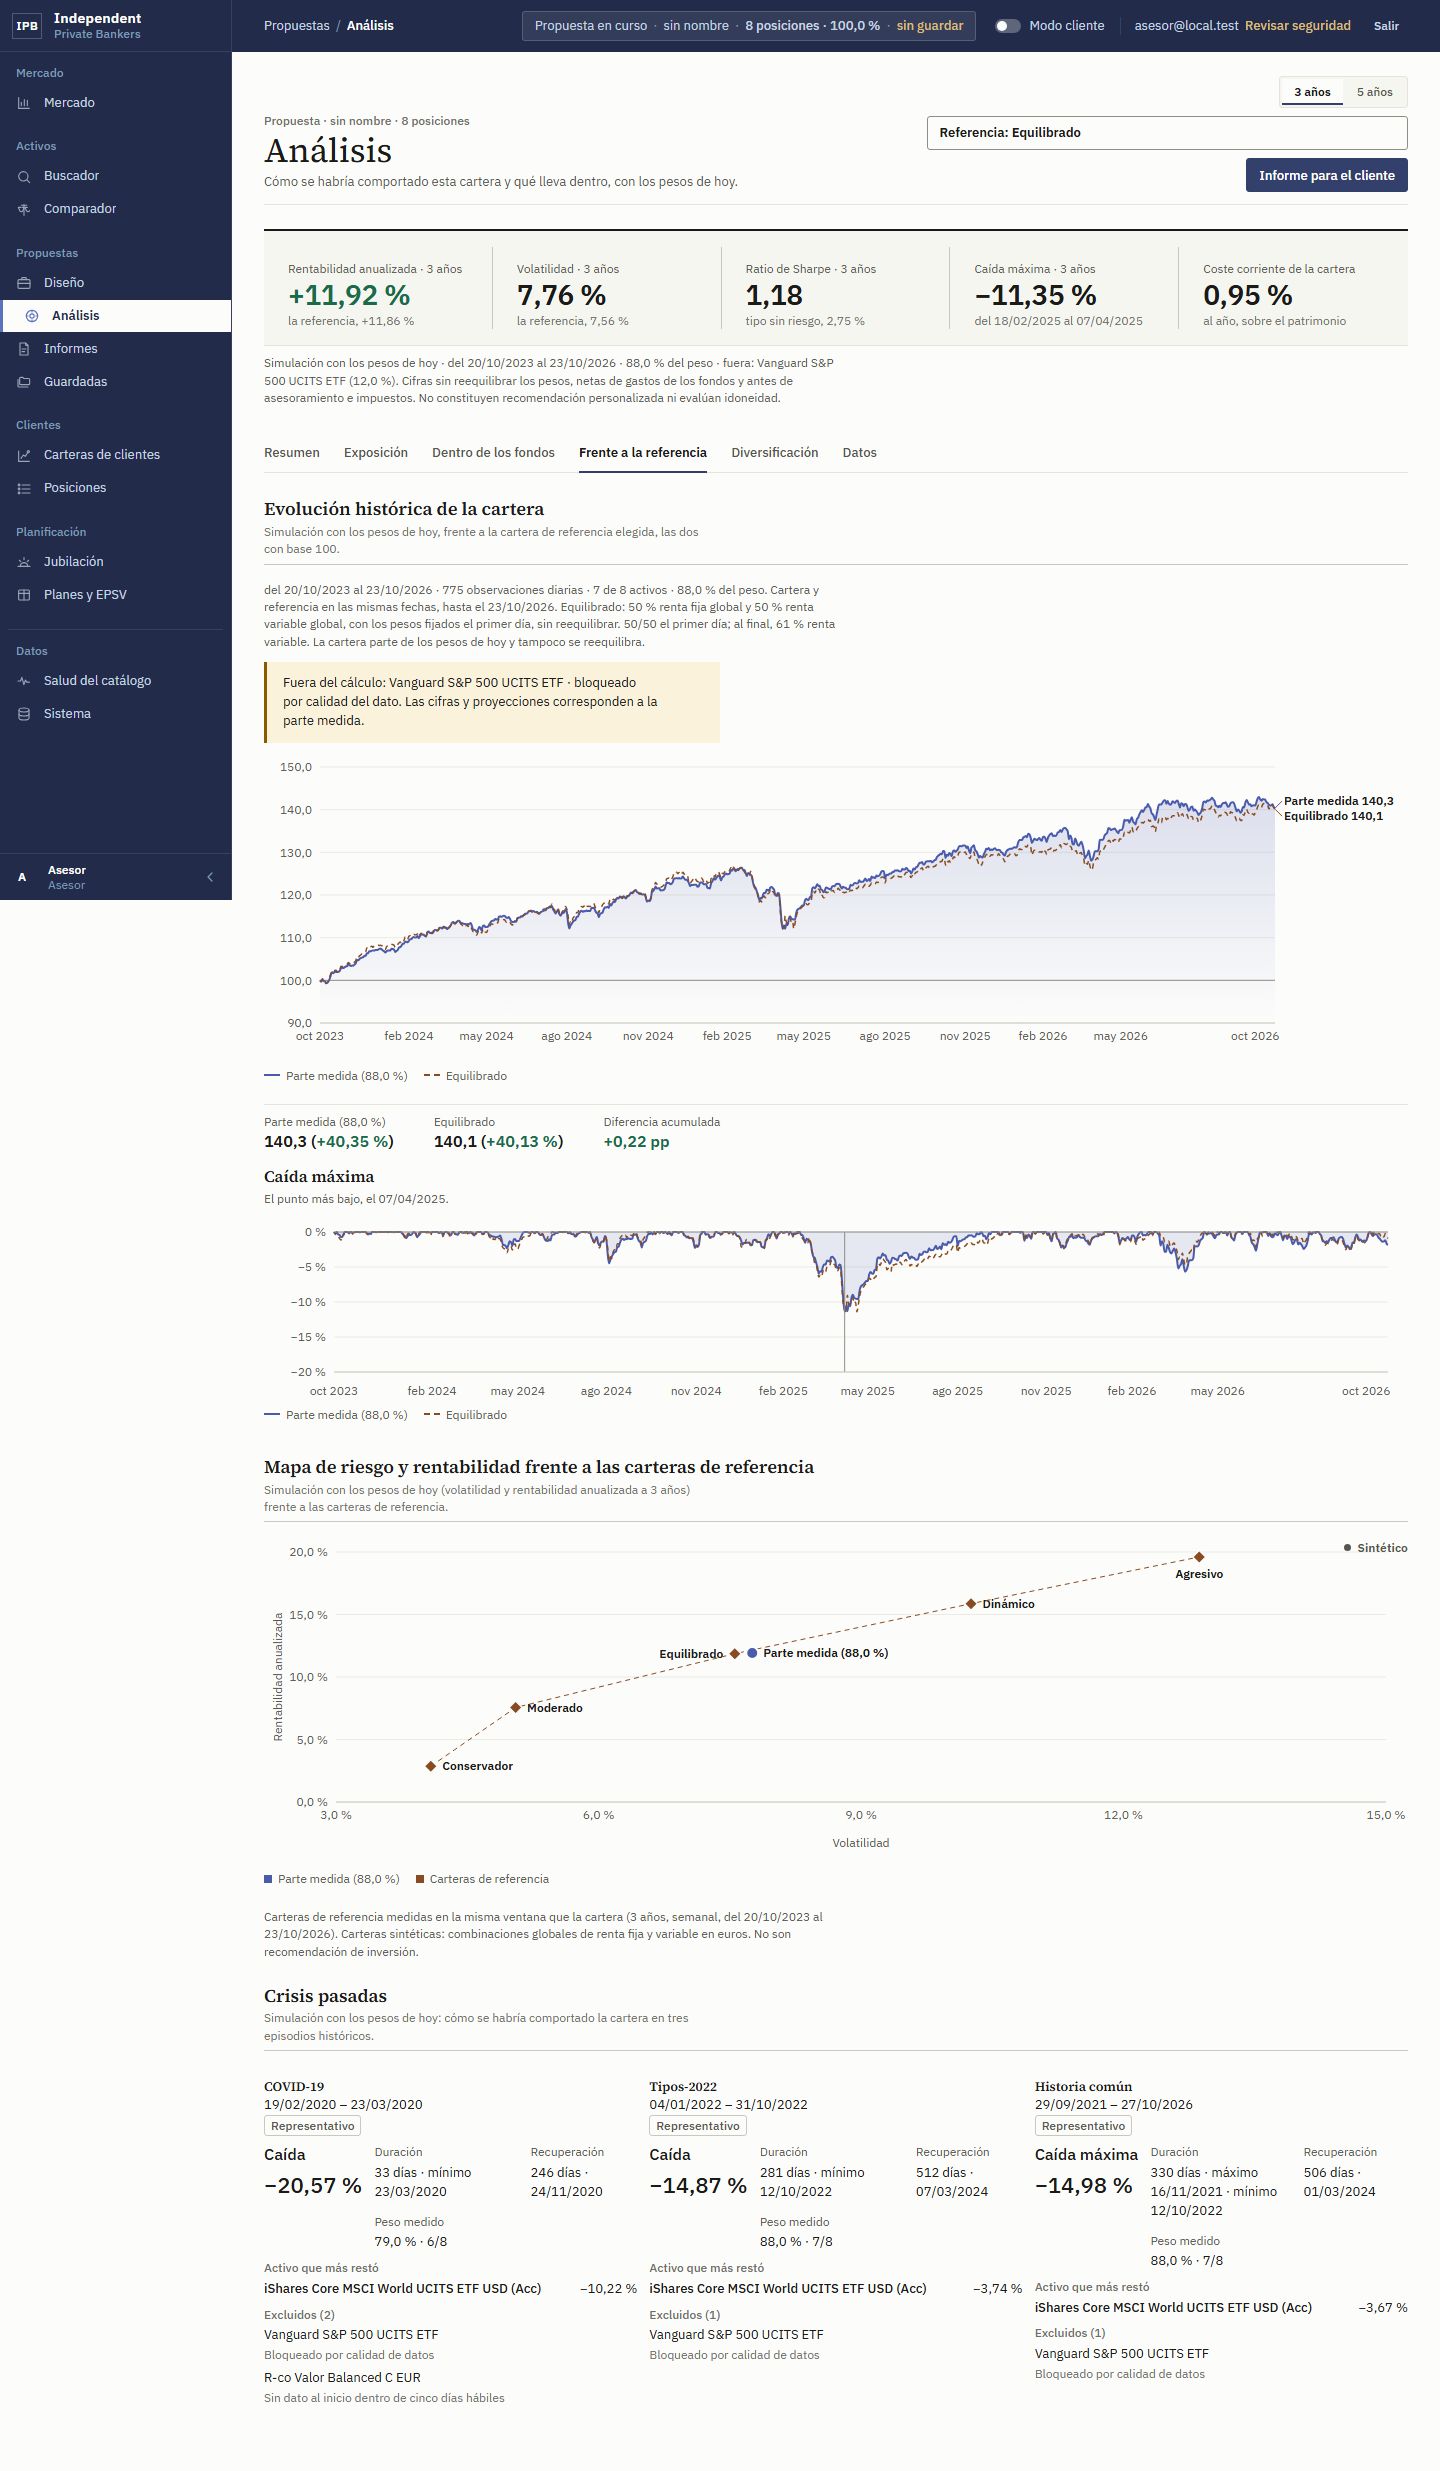 IPB
Independent
Private Bankers
Propuestas / Análisis
Propuesta en curso · sin nombre · 8 posiciones · 100,0 % · sin guardar
Modo cliente
asesor@local.test
Revisar seguridad
Salir
Mercado
Mercado
Activos
Buscador
Comparador
Propuestas
Diseño
Análisis
Informes
Guardadas
Clientes
Carteras de clientes
Posiciones
Planificación
Jubilación
Planes y EPSV
Datos
Salud del catálogo
Sistema
A
Asesor
Asesor
3 años
5 años
Propuesta · sin nombre · 8 posiciones
Análisis
Cómo se habría comportado esta cartera y qué lleva dentro, con los pesos de hoy.
Referencia: Equilibrado
Informe para el cliente
Rentabilidad anualizada · 3 años
+11,92 %
la referencia, +11,86 %
Volatilidad · 3 años
7,76 %
la referencia, 7,56 %
Ratio de Sharpe · 3 años
1,18
tipo sin riesgo, 2,75 %
Caída máxima · 3 años
−11,35 %
del 18/02/2025 al 07/04/2025
Coste corriente de la cartera
0,95 %
al año, sobre el patrimonio
Simulación con los pesos de hoy · del 20/10/2023 al 23/10/2026 · 88,0 % del peso · fuera: Vanguard S&P
500 UCITS ETF (12,0 %). Cifras sin reequilibrar los pesos, netas de gastos de los fondos y antes de
asesoramiento e impuestos. No constituyen recomendación personalizada ni evalúan idoneidad.
Resumen
Exposición
Dentro de los fondos
Frente a la referencia
Diversificación
Datos
Evolución histórica de la cartera
Simulación con los pesos de hoy, frente a la cartera de referencia elegida, las dos
con base 100.
del 20/10/2023 al 23/10/2026 · 775 observaciones diarias · 7 de 8 activos · 88,0 % del peso. Cartera y
referencia en las mismas fechas, hasta el 23/10/2026. Equilibrado: 50 % renta fija global y 50 % renta
variable global, con los pesos fijados el primer día, sin reequilibrar. 50/50 el primer día; al final, 61 % renta
variable. La cartera parte de los pesos de hoy y tampoco se reequilibra.
Fuera del cálculo: Vanguard S&P 500 UCITS ETF · bloqueado
por calidad del dato. Las cifras y proyecciones corresponden a la
parte medida.
150,0
140,0
130,0
120,0
110,0
100,0
90,0
Parte medida 140,3
Equilibrado 140,1
oct 2023
feb 2024
may 2024
ago 2024
nov 2024
feb 2025
may 2025
ago 2025
nov 2025
feb 2026
may 2026
oct 2026
Parte medida (88,0 %)
Equilibrado
Parte medida (88,0 %)
140,3 (+40,35 %)
Equilibrado
140,1 (+40,13 %)
Diferencia acumulada
+0,22 pp
Caída máxima
El punto más bajo, el 07/04/2025.
0 %
−5 %
−10 %
−15 %
−20 %
oct 2023
feb 2024
may 2024
ago 2024
nov 2024
feb 2025
may 2025
ago 2025
nov 2025
feb 2026
may 2026
oct 2026
Parte medida (88,0 %)
Equilibrado
Mapa de riesgo y rentabilidad frente a las carteras de referencia
Simulación con los pesos de hoy (volatilidad y rentabilidad anualizada a 3 años)
frente a las carteras de referencia.
Sintético
Rentabilidad anualizada
20,0 %
15,0 %
10,0 %
5,0 %
0,0 %
Agresivo
Dinámico
Equilibrado
Parte medida (88,0 %)
Moderado
Conservador
3,0 %
6,0 %
9,0 %
12,0 %
15,0 %
Volatilidad
Parte medida (88,0 %)
Carteras de referencia
Carteras de referencia medidas en la misma ventana que la cartera (3 años, semanal, del 20/10/2023 al
23/10/2026). Carteras sintéticas: combinaciones globales de renta fija y variable en euros. No son
recomendación de inversión.
Crisis pasadas
Simulación con los pesos de hoy: cómo se habría comportado la cartera en tres
episodios históricos.
COVID-19
19/02/2020 – 23/03/2020
Representativo
Caída
−20,57 %
Duración
33 días · mínimo
23/03/2020
Recuperación
246 días ·
24/11/2020
Peso medido
79,0 % · 6/8
Activo que más restó
iShares Core MSCI World UCITS ETF USD (Acc) −10,22 %
Excluidos (2)
Vanguard S&P 500 UCITS ETF
Bloqueado por calidad de datos
R-co Valor Balanced C EUR
Sin dato al inicio dentro de cinco días hábiles
Tipos-2022
04/01/2022 – 31/10/2022
Representativo
Caída
−14,87 %
Duración
281 días · mínimo
12/10/2022
Recuperación
512 días ·
07/03/2024
Peso medido
88,0 % · 7/8
Activo que más restó
iShares Core MSCI World UCITS ETF USD (Acc) −3,74 %
Excluidos (1)
Vanguard S&P 500 UCITS ETF
Bloqueado por calidad de datos
Historia común
29/09/2021 – 27/10/2026
Representativo
Caída máxima
−14,98 %
Duración
330 días · máximo
16/11/2021 · mínimo
12/10/2022
Recuperación
506 días ·
01/03/2024
Peso medido
88,0 % · 7/8
Activo que más restó
iShares Core MSCI World UCITS ETF USD (Acc) −3,67 %
Excluidos (1)
Vanguard S&P 500 UCITS ETF
Bloqueado por calidad de datos